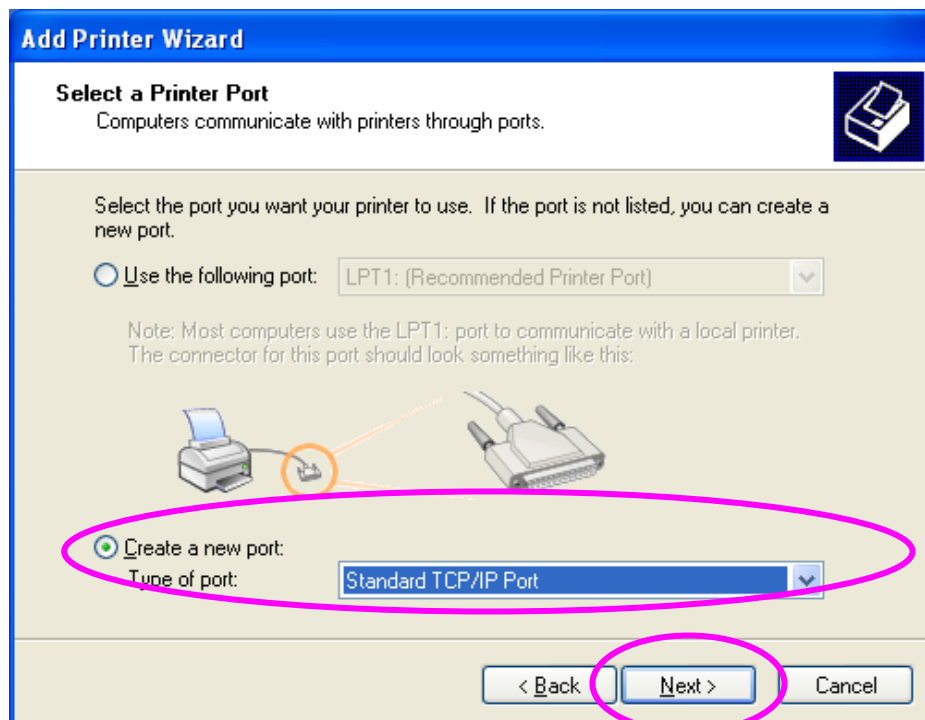 Add Printer Wizard
Select a Printer Port
Computers communicate with printers through ports.
Select the port you want your printer to use. If the port is not listed, you can create a
new port.
Use the following port: LPT1: (Recommended Printer Port)
Note: Most computers use the LPT1: port to communicate with a local printer.
The connector for this port should look something like this:
Create a new port:
Type of port: Standard TCP/IP Port
< Back Next > Cancel